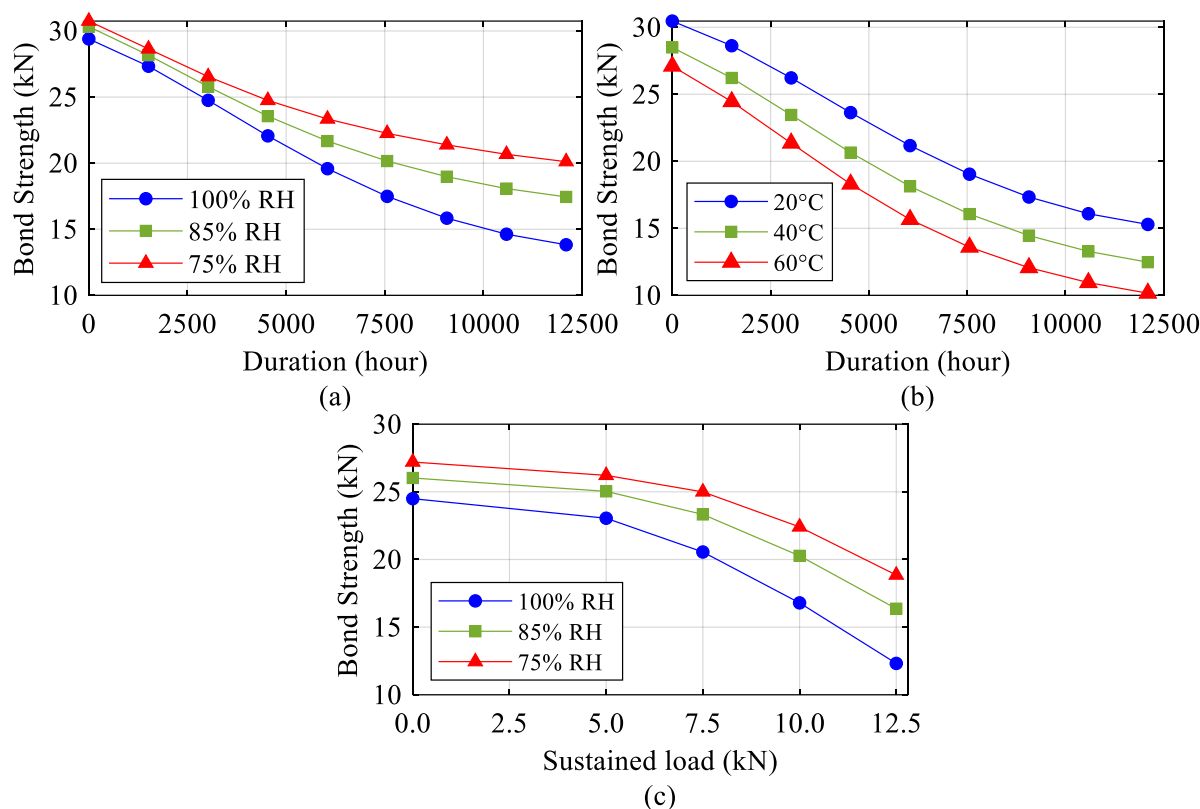 Bond Strength (kN)
30
25
20
15
10
100% RH
85% RH
75% RH
0 2500 5000 7500 10000 12500
Duration (hour)
(a)
Bond Strength (kN)
30
25
20
15
10
20°C
40°C
60°C
0 2500 5000 7500 10000 12500
Duration (hour)
(b)
Bond Strength (kN)
30
25
20
15
10
100% RH
85% RH
75% RH
0.0 2.5 5.0 7.5 10.0 12.5
Sustained load (kN)
(c)